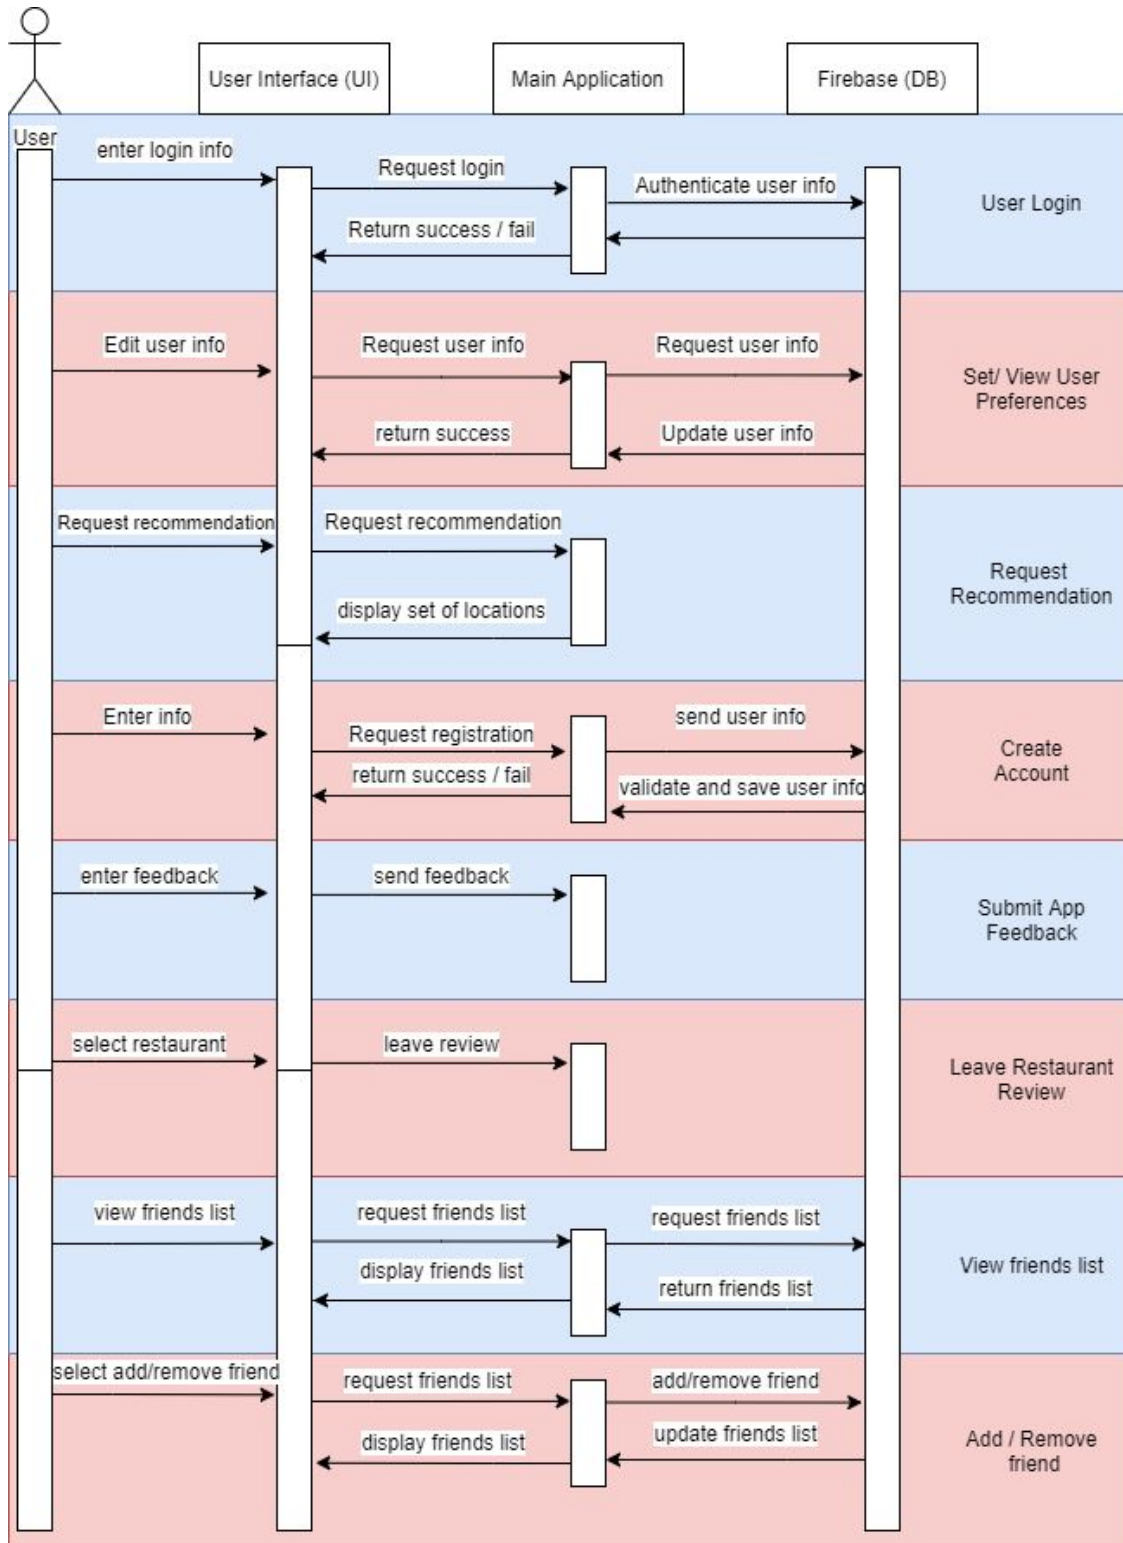 User Interface (UI)
Main Application
Firebase (DB)
User
enter login info
Request login
Authenticate user info
Return success / fail
User Login
Edit user info
Request user info
Request user info
return success
Update user info
Set/ View User
Preferences
Request recommendation
Request recommendation
display set of locations
Request
Recommendation
Enter info
Request registration
send user info
return success / fail
validate and save user info
Create
Account
enter feedback
send feedback
Submit App
Feedback
select restaurant
leave review
Leave Restaurant
Review
view friends list
request friends list
request friends list
display friends list
return friends list
View friends list
select add/remove friend
request friends list
add/remove friend
display friends list
update friends list
Add / Remove
friend